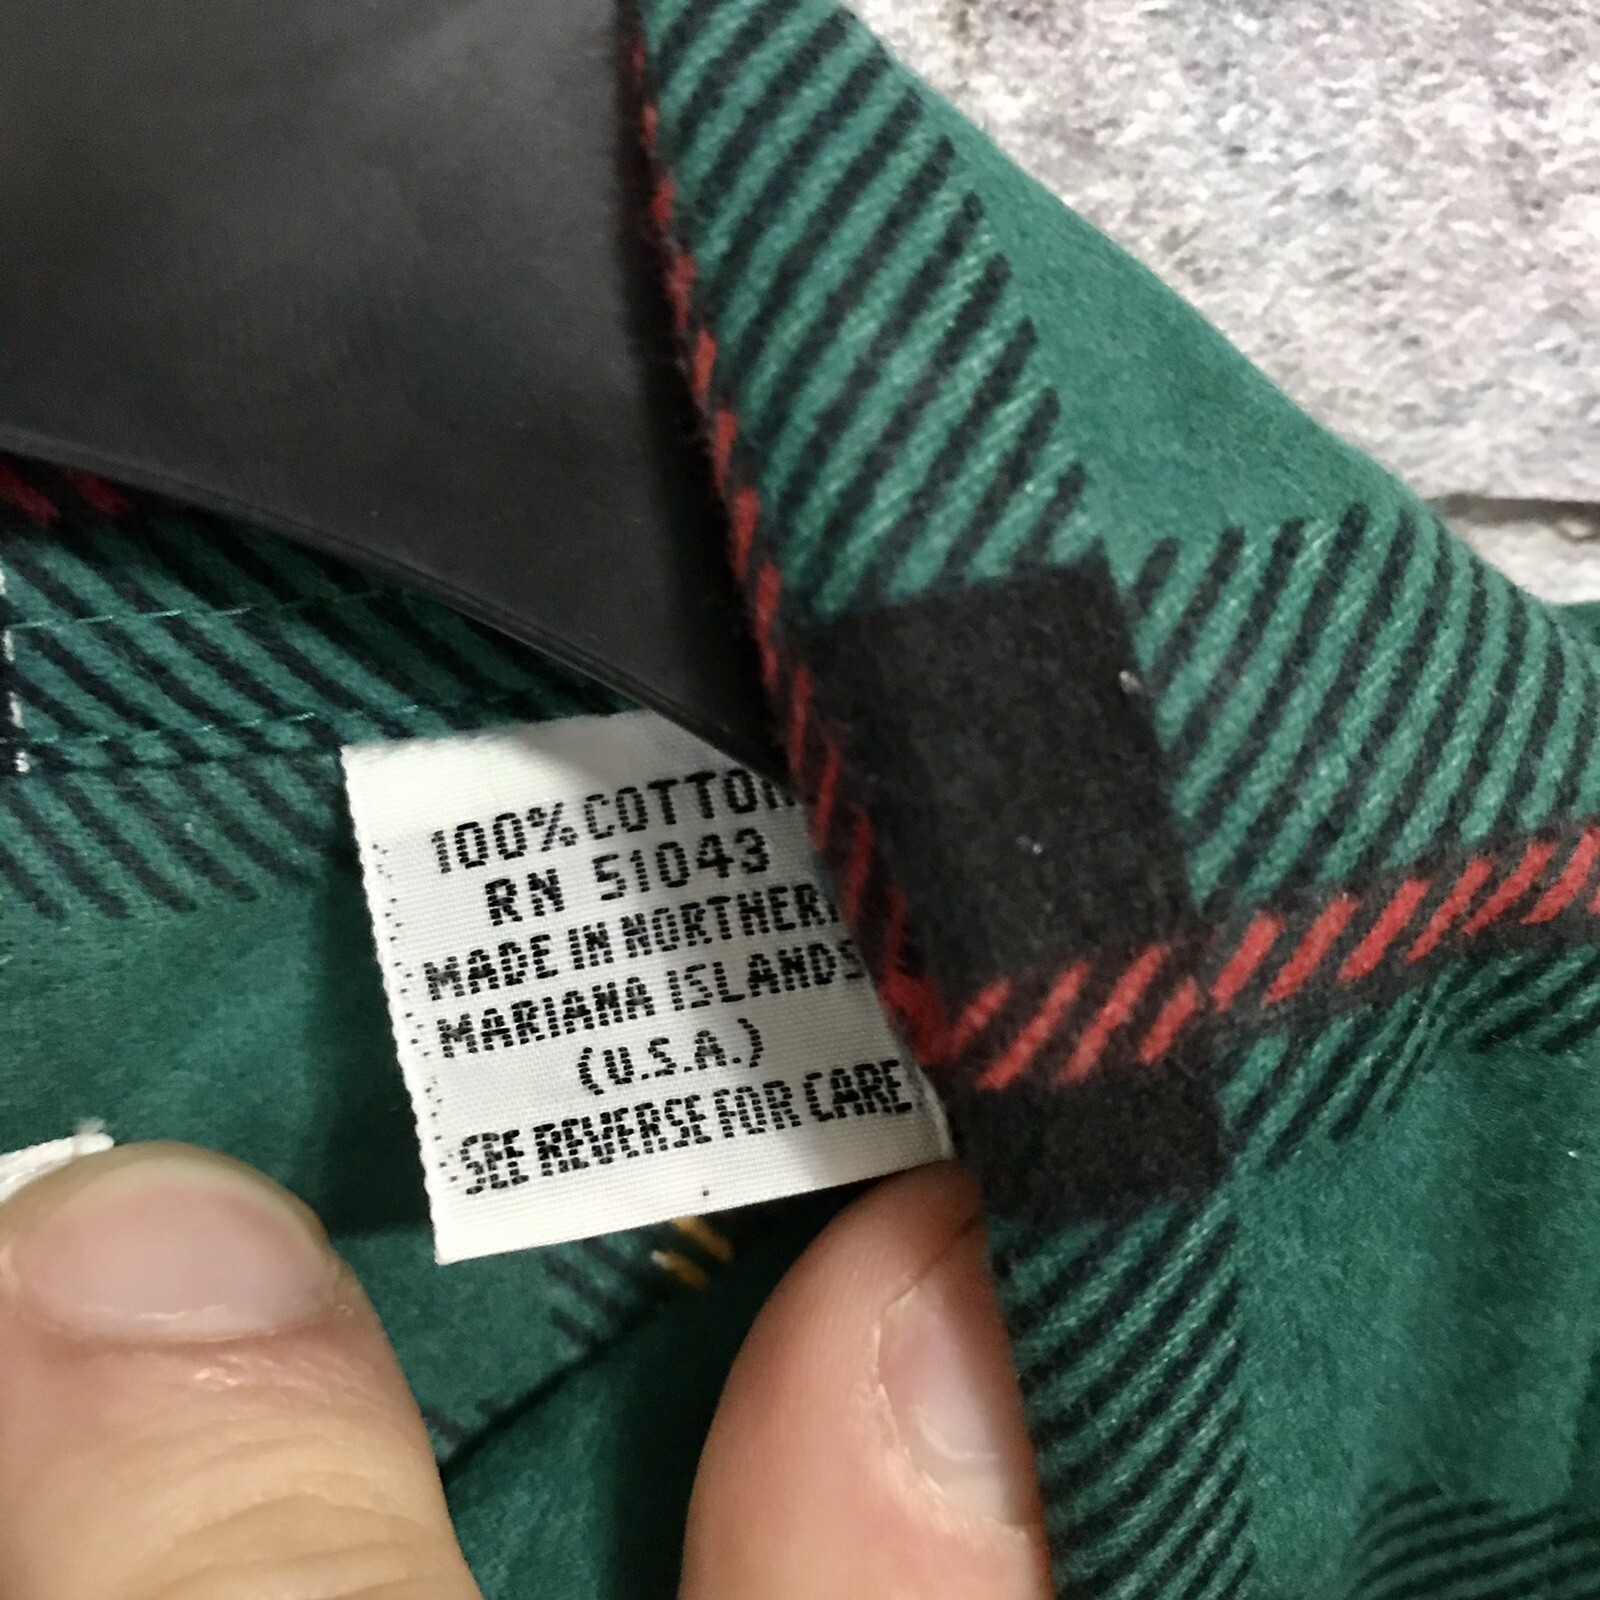 100% COTTON
RN 51043
MADE IN NORTHERN
MARIANA ISLANDS
(U.S.A.)
SEE REVERSE FOR CARE